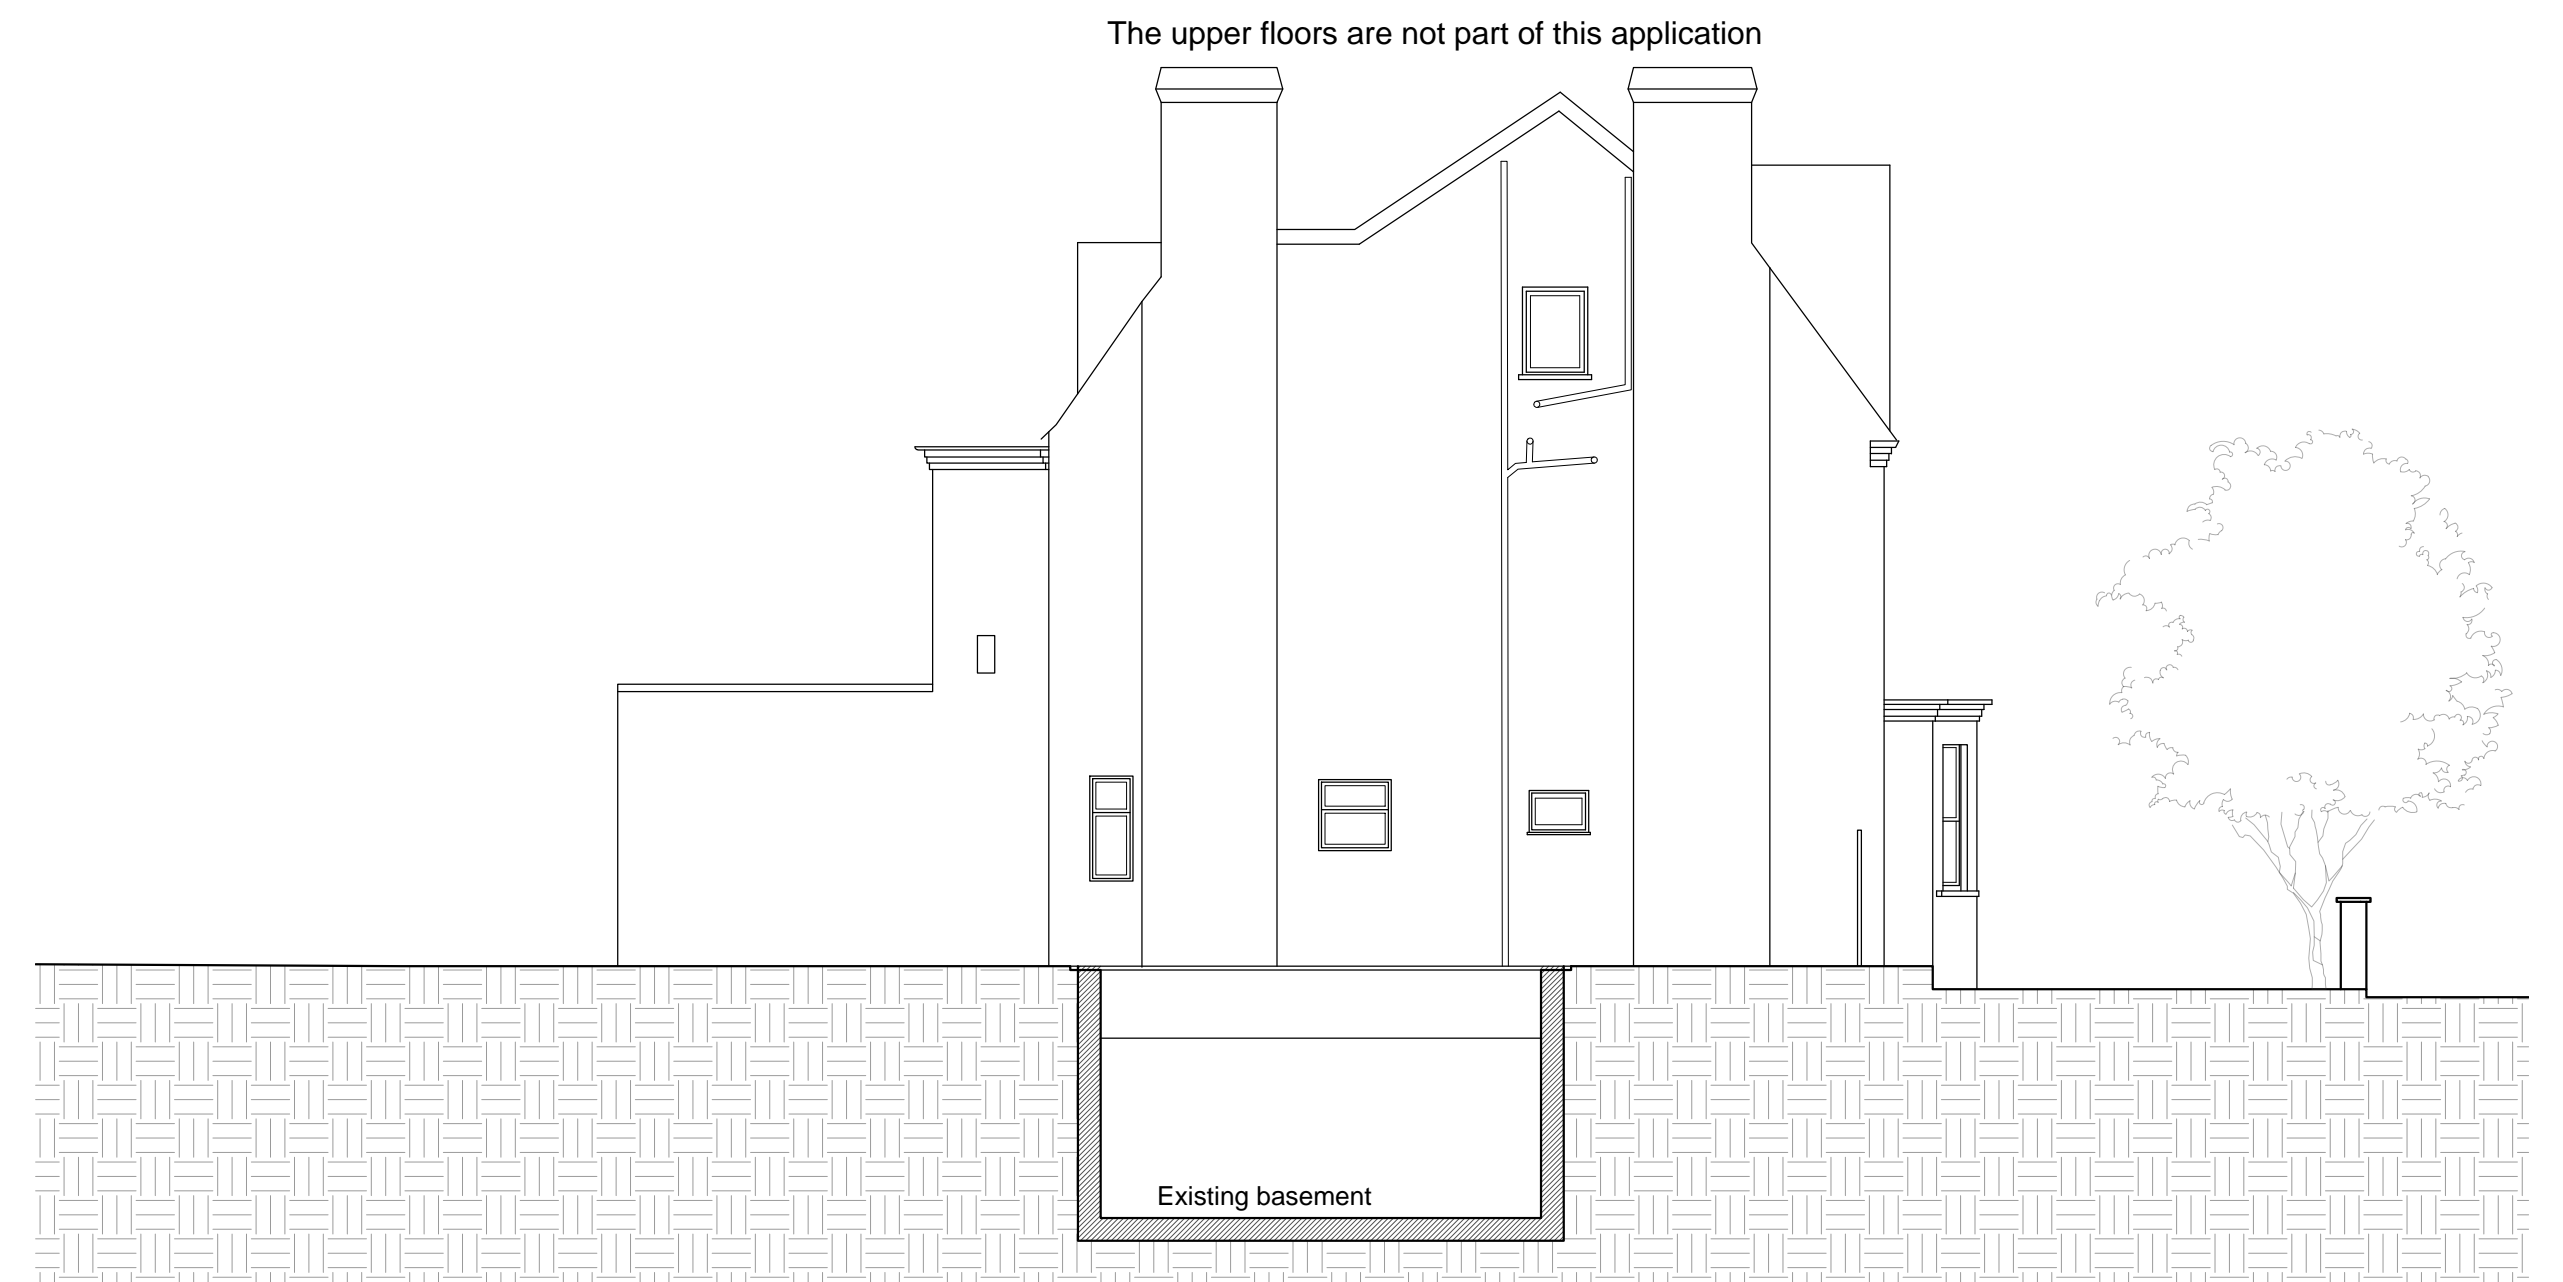 The upper floors are not part of this application
Existing basement